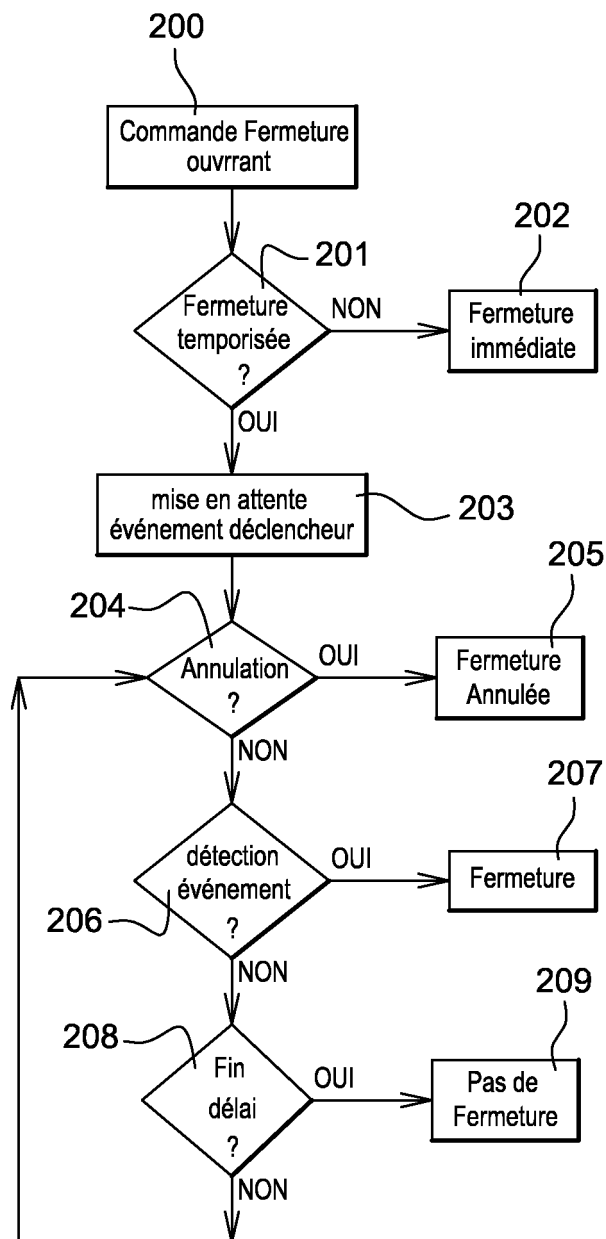 200
Commande Fermeture
ouvrrant
201
202
Fermeture
temporisée
?
NON
Fermeture
immédiate
OUI
mise en attente
événement déclencheur
203
204
205
Annulation
?
OUI
Fermeture
Annulée
NON
207
détection
événement
?
OUI
Fermeture
206
NON
208
209
Fin
délai
?
OUI
Pas de
Fermeture
NON